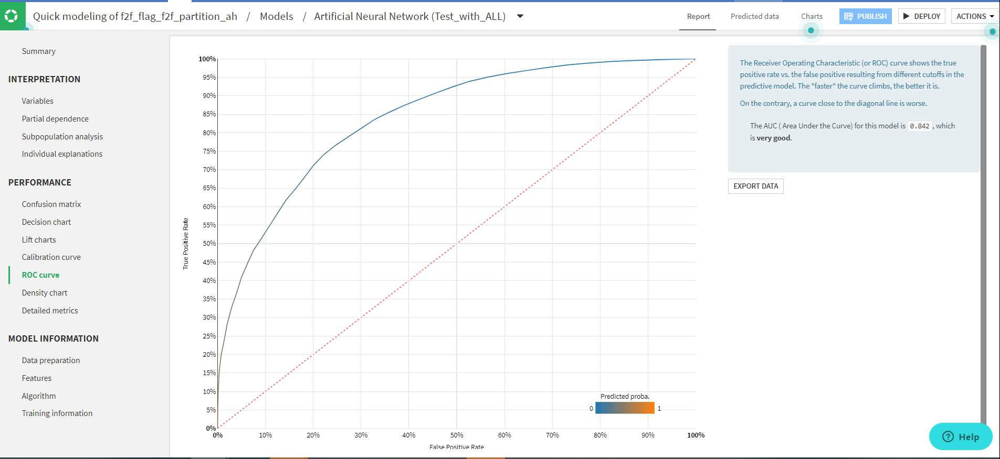 Quick modeling of f2f_flag_f2f_partition_ah / Models / Artificial Neural Network (Test_with_ALL)
Report Predicted data Charts PUBLISH DEPLOY ACTIONS
Summary
INTERPRETATION
Variables
Partial dependence
Subpopulation analysis
Individual explanations
PERFORMANCE
Confusion matrix
Decision chart
Lift charts
Calibration curve
ROC curve
Density chart
Detailed metrics
MODEL INFORMATION
Data preparation
Features
Algorithm
Training information
True Positive Rate
100%
95%
90%
85%
80%
75%
70%
65%
60%
55%
50%
45%
40%
35%
30%
25%
20%
15%
10%
5%
0%
0% 10% 20% 30% 40% 50% 60% 70% 80% 90% 100%
False Positive Rate
Predicted proba.
0 1
The Receiver Operating Characteristic (or ROC) curve shows the true
positive rate vs. the false positive resulting from different cutoffs in the
predictive model. The "faster" the curve climbs, the better it is.
On the contrary, a curve close to the diagonal line is worse.
The AUC ( Area Under the Curve) for this model is 0.842 , which
is very good.
EXPORT DATA
? Help